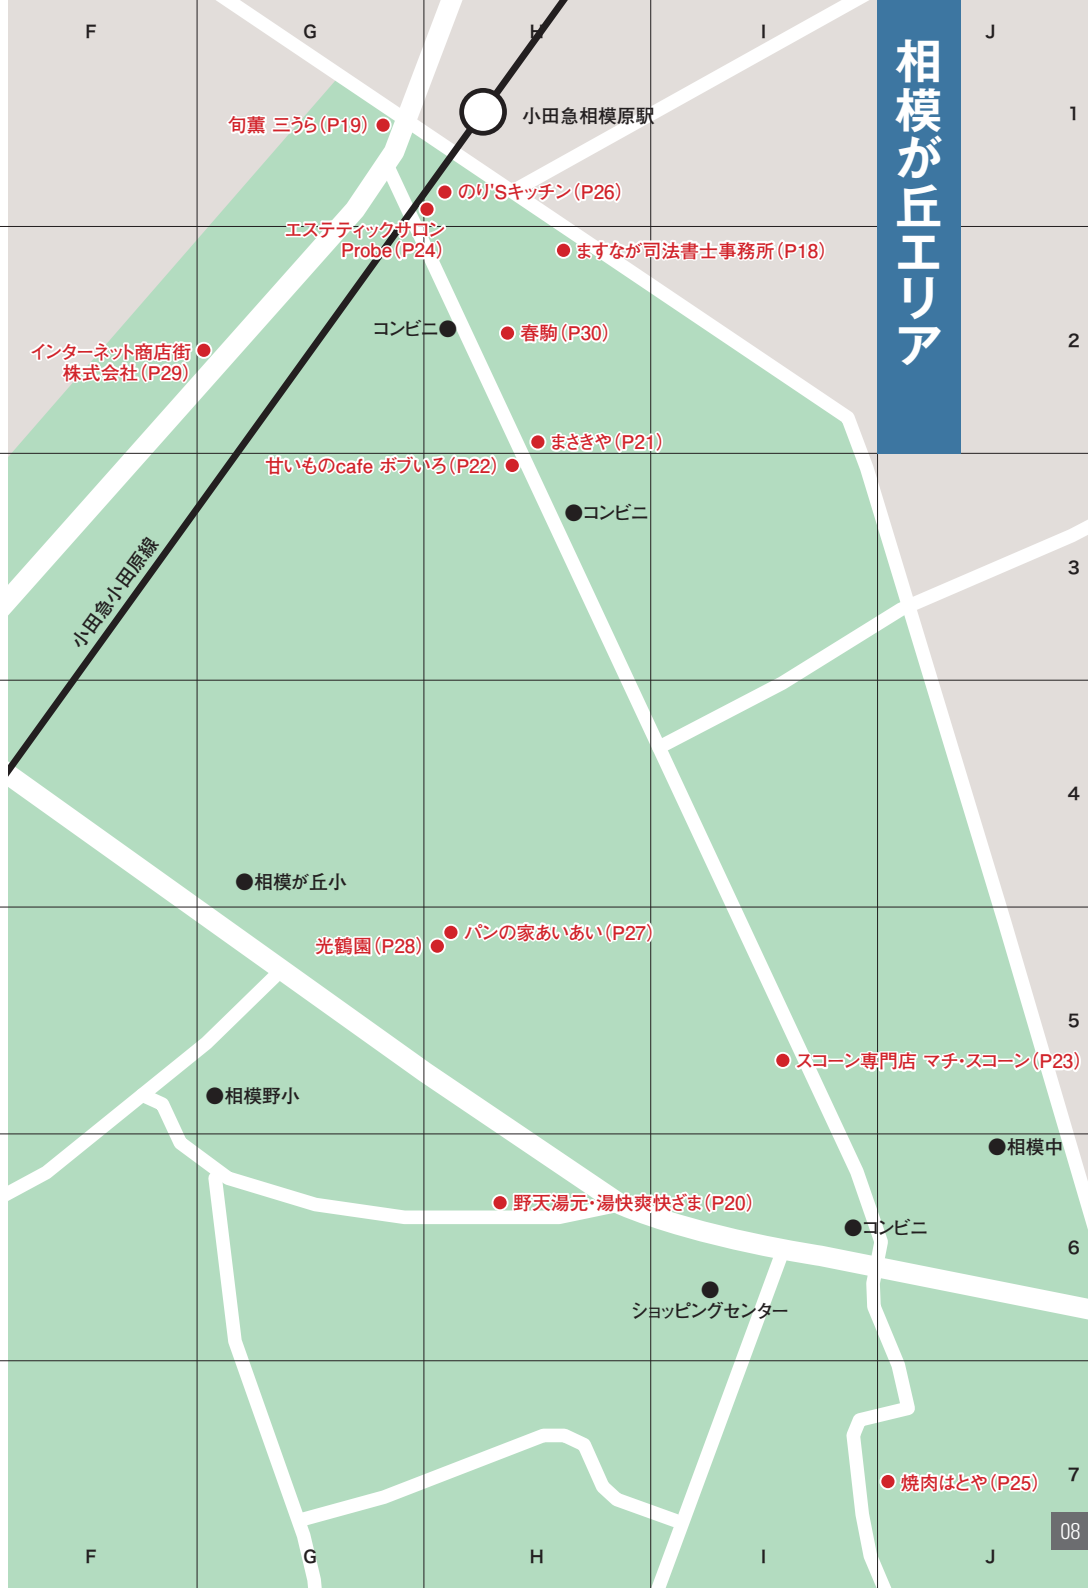 F
G
H
I
J
相模が丘エリア
1
小田急相模原駅
旬薫 三うら(P19)
のり'Sキッチン(P26)
エステティックサロン
Probe(P24)
ますなが司法書士事務所(P18)
コンビニ
春駒(P30)
2
インターネット商店街
株式会社(P29)
まさきや(P21)
甘いものcafe ボブいろ(P22)
コンビニ
小田急小田原線
3
4
相模が丘小
パンの家あいあい(P27)
光鶴園(P28)
5
スコーン専門店 マチ・スコーン(P23)
相模野小
相模中
野天湯元・湯快爽快ざま(P20)
コンビニ
6
ショッピングセンター
7
焼肉はとや(P25)
08
F
G
H
I
J